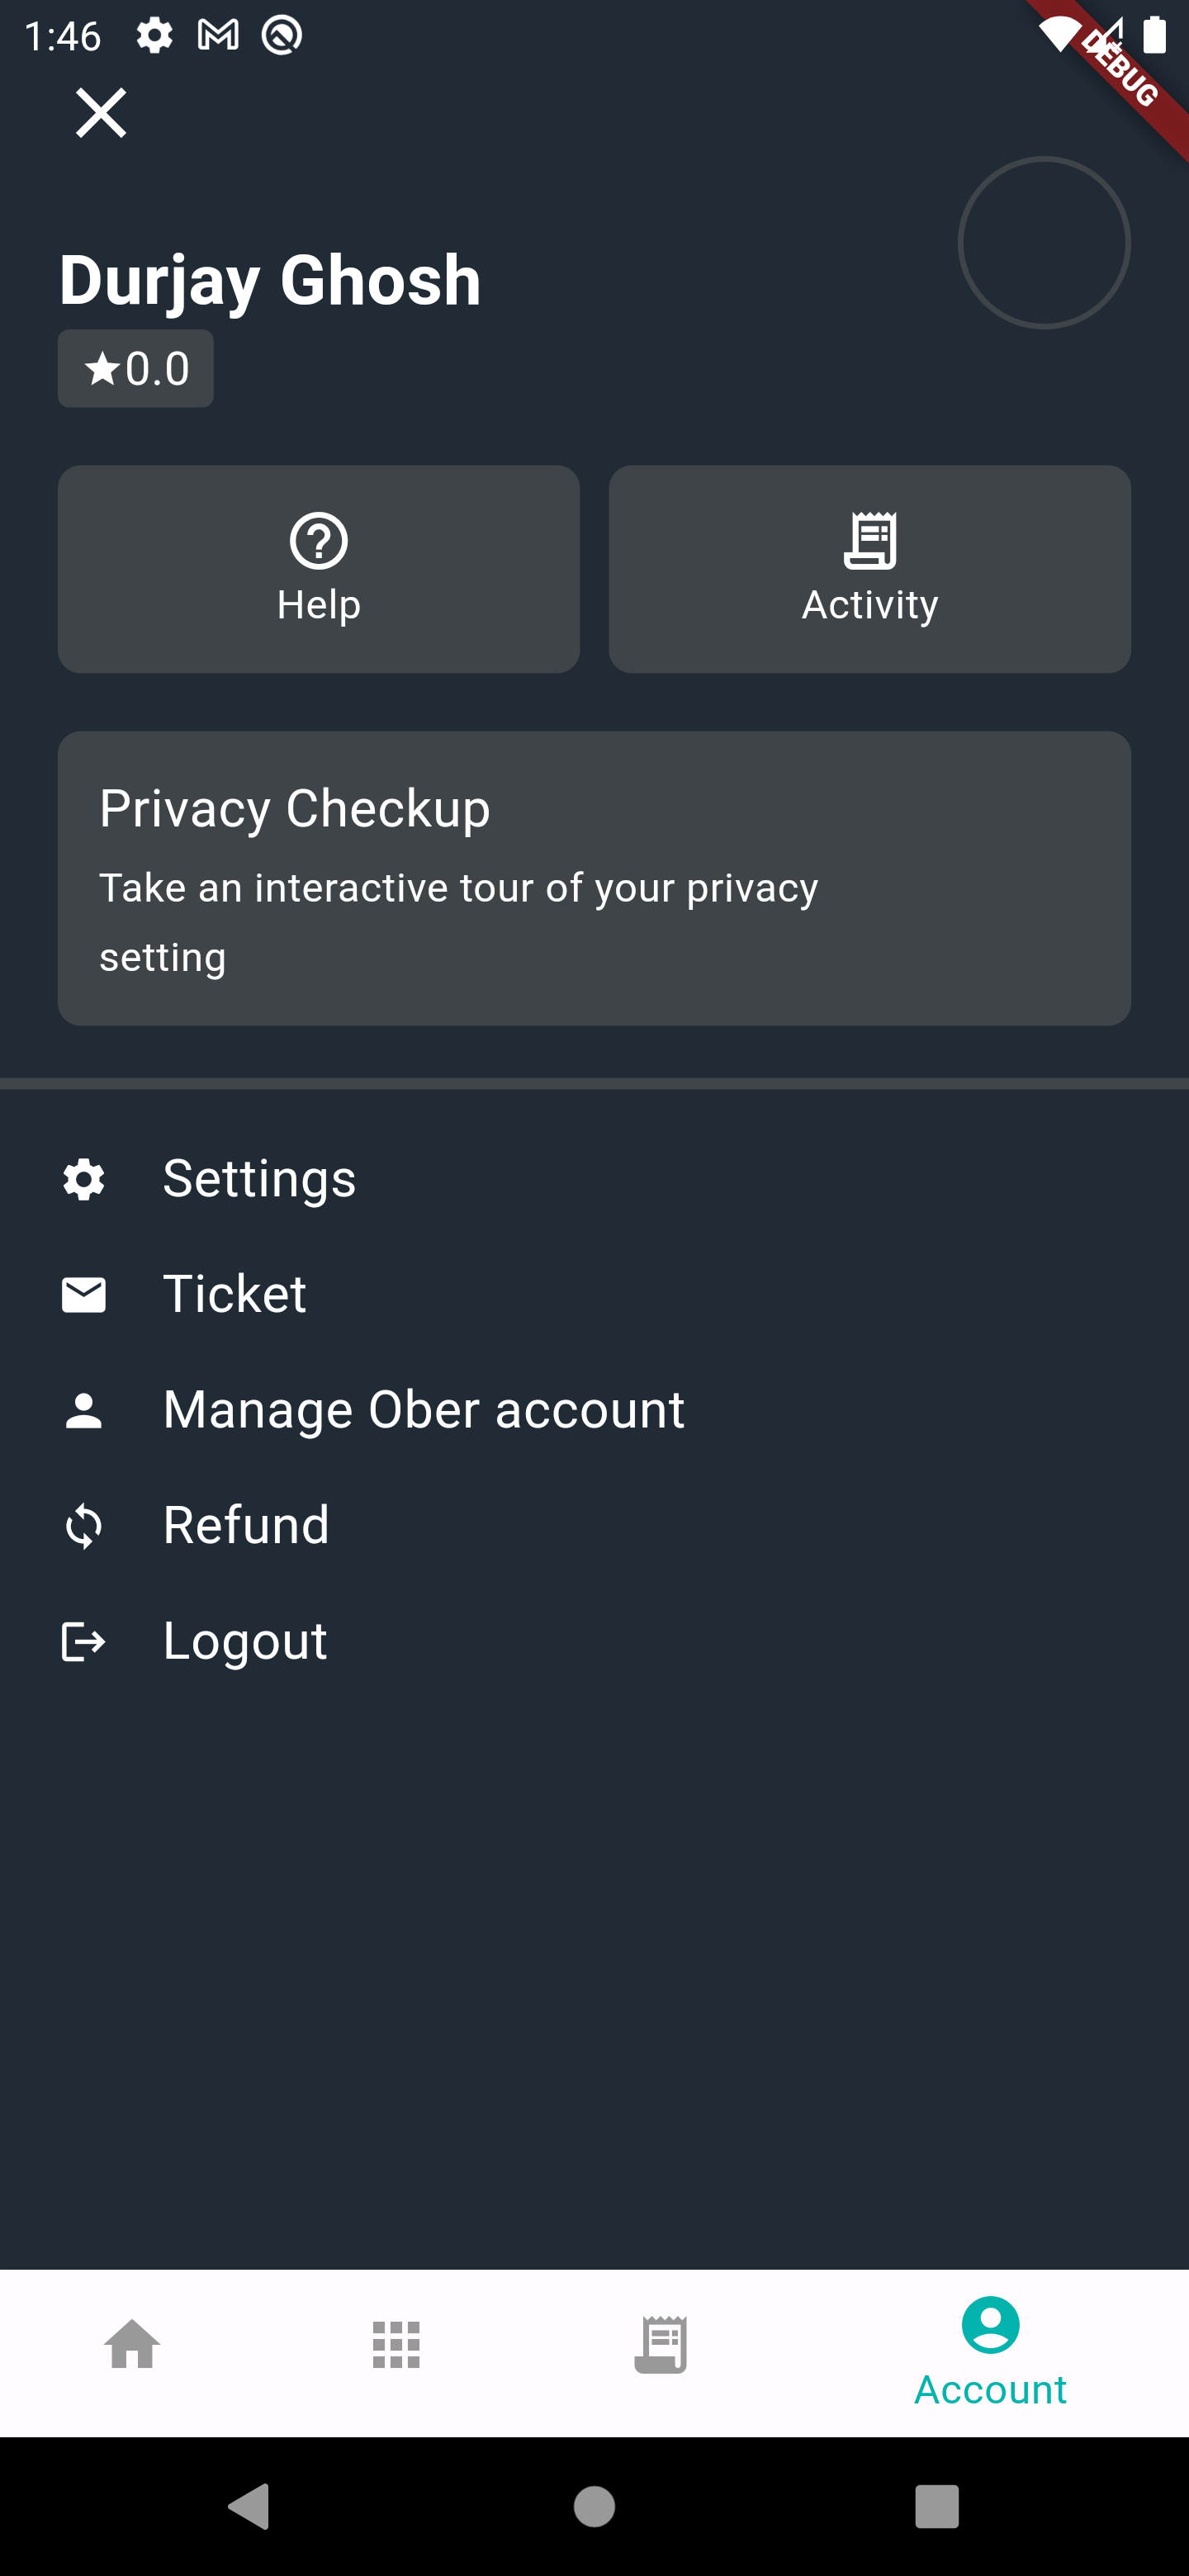 1:46
DEBUG
Durjay Ghosh
0.0
Help
Activity
Privacy Checkup
Take an interactive tour of your privacy
setting
Settings
Ticket
Manage Ober account
Refund
Logout
Account